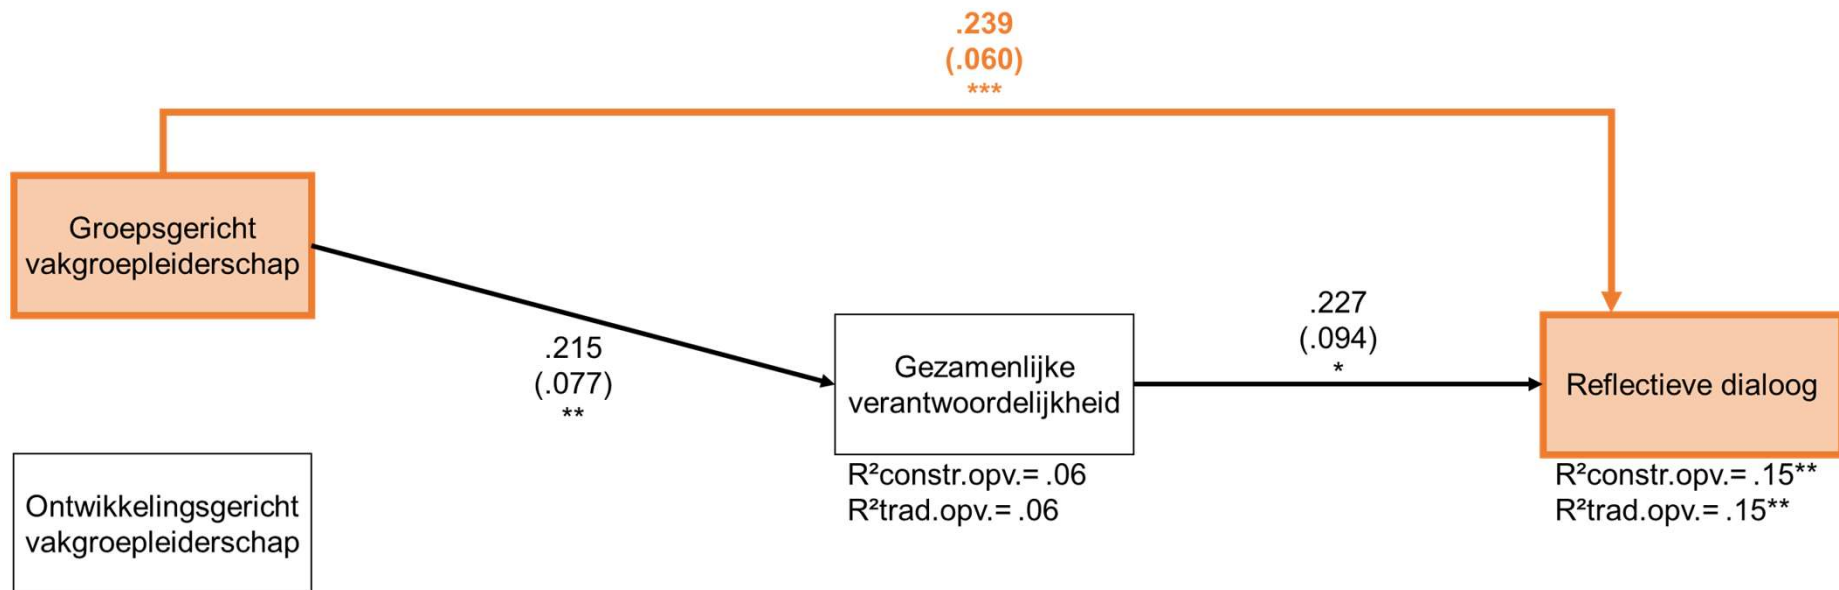 .239
(.060)
***
Groepsgericht
vakgroepleiderschap
.215
(.077)
**
Gezamenlijke
verantwoordelijkheid
R²constr.opv.= .06
R²trad.opv.= .06
.227
(.094)
*
Reflectieve dialoog
R²constr.opv.= .15**
R²trad.opv.= .15**
Ontwikkelingsgericht
vakgroepleiderschap